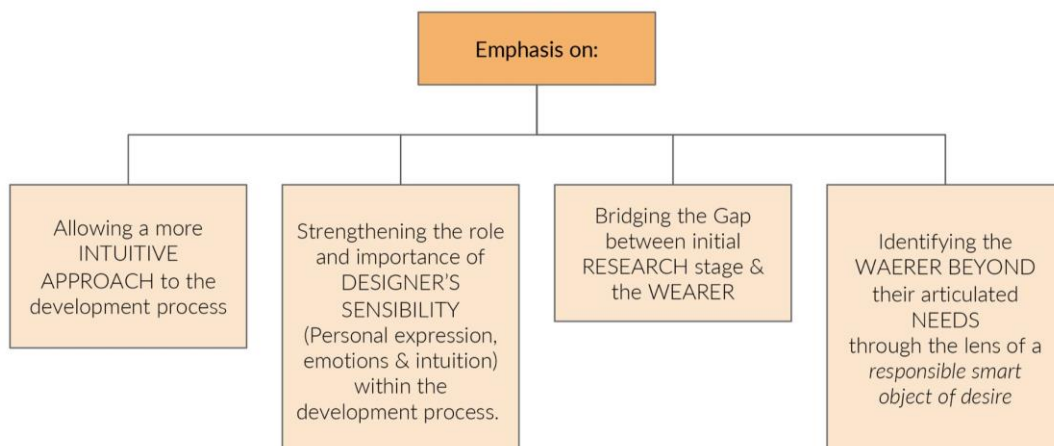 Emphasis on:
Allowing a more
INTUITIVE
APPROACH to the
development process
Strengthening the role
and importance of
DESIGNER'S
SENSIBILITY
(Personal expression,
emotions & intuition)
within the
development process.
Bridging the Gap
between initial
RESEARCH stage &
the WEARER
Identifying the
WAERER BEYOND
their articulated
NEEDS
through the lens of a
responsible smart
object of desire